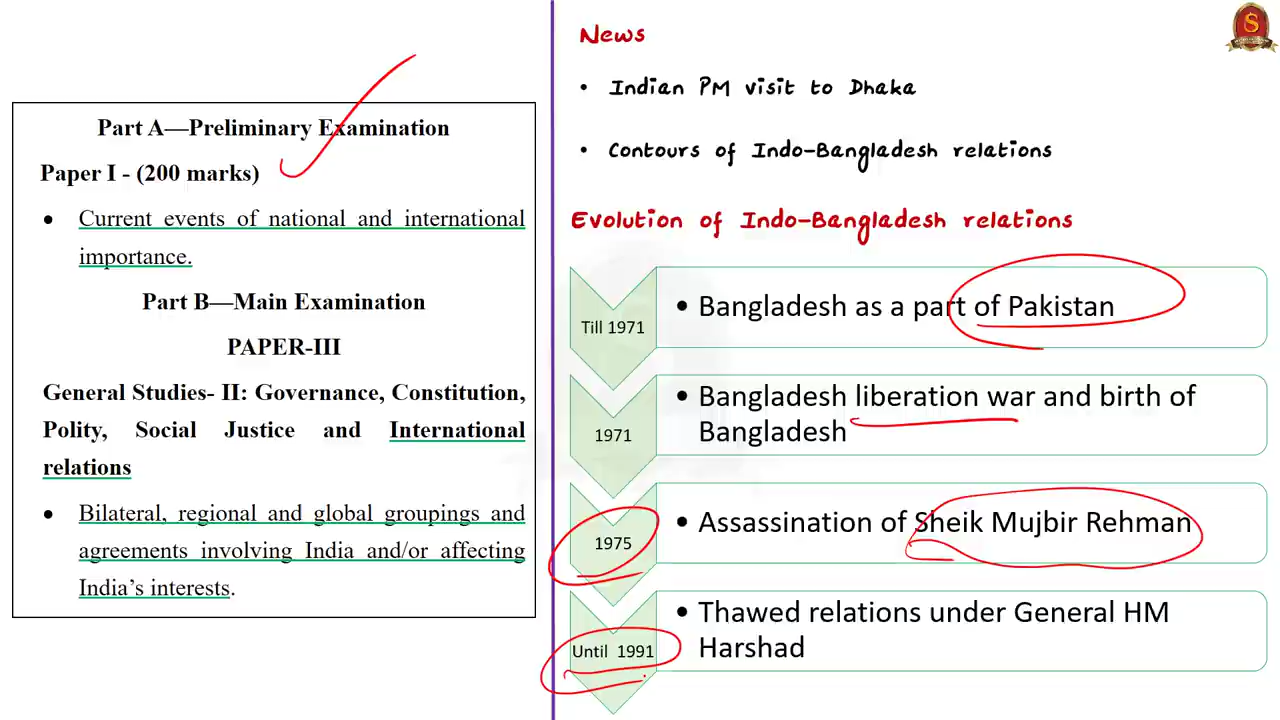 Part A—Preliminary Examination
Paper I - (200 marks)
• Current events of national and international
importance.
Part B—Main Examination
PAPER-III
General Studies- II: Governance, Constitution,
Polity, Social Justice and International
relations
• Bilateral, regional and global groupings and
agreements involving India and/or affecting
India's interests.
News
• Indian PM visit to Dhaka
• Contours of Indo-Bangladesh relations
Evolution of Indo-Bangladesh relations
Till 1971
• Bangladesh as a part of Pakistan
1971
• Bangladesh liberation war and birth of
Bangladesh
1975
• Assassination of Sheik Mujbir Rehman
Until 1991
• Thawed relations under General HM
Harshad